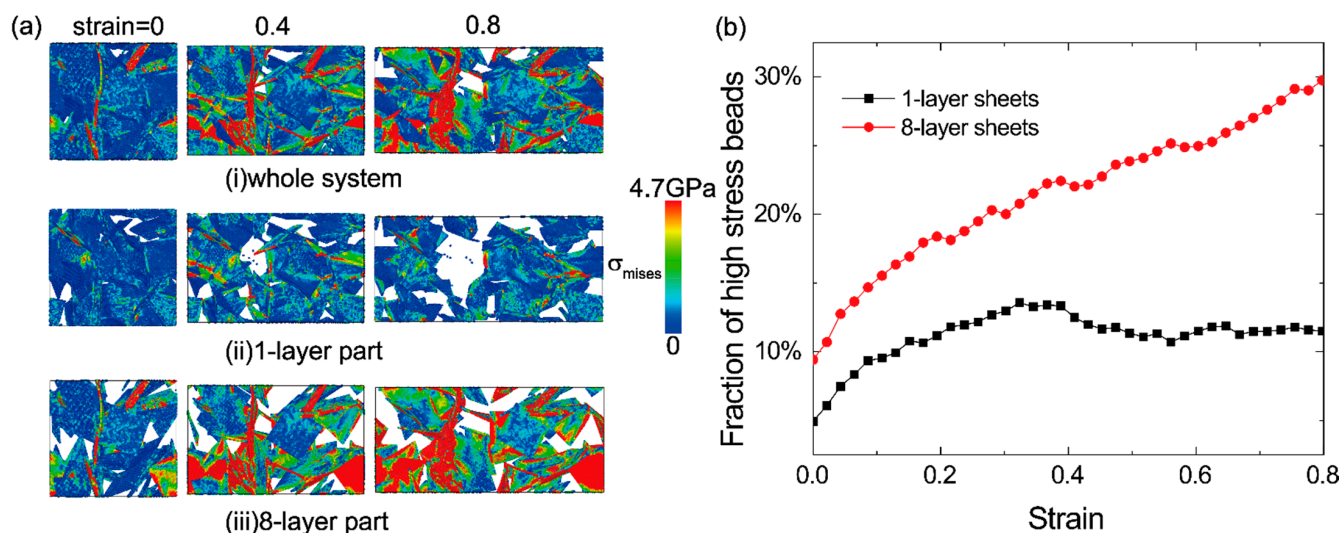 (a) strain=0 0.4 0.8
(i)whole system
4.7GPa
σmises
0
(ii)1-layer part
(iii)8-layer part
(b)
30%
20%
10%
Fraction of high stress beads
1-layer sheets
8-layer sheets
0.0 0.2 0.4 0.6 0.8
Strain